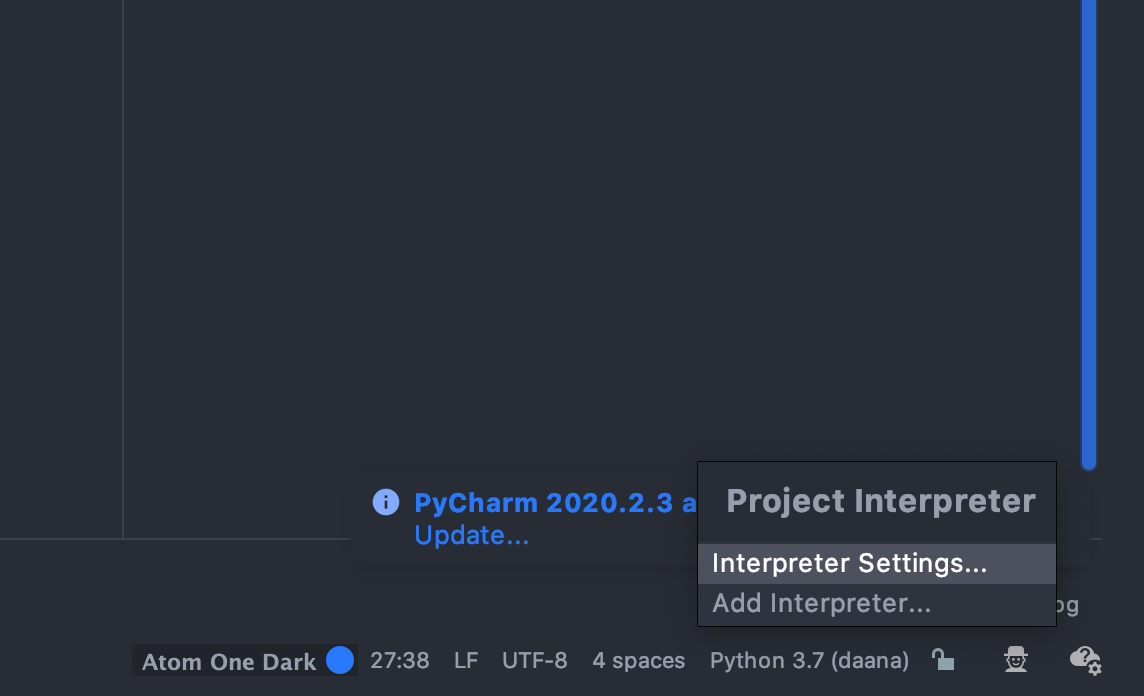 PyCharm 2020.2.3
Update...
Project Interpreter
Interpreter Settings...
Add Interpreter...
Atom One Dark 27:38 LF UTF-8 4 spaces Python 3.7 (daana)